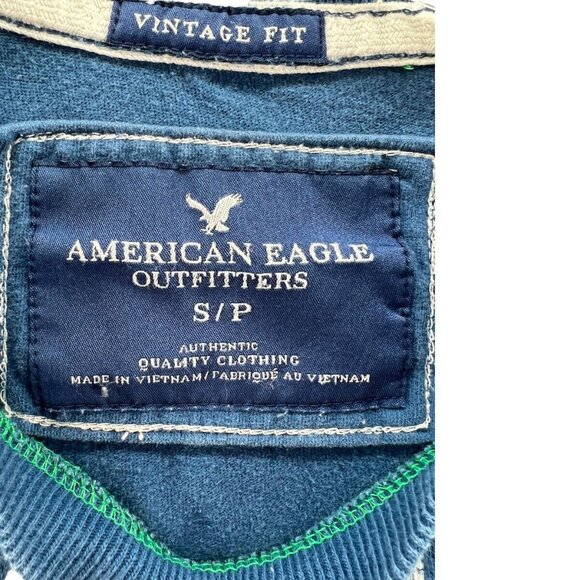 VINTAGE FIT
AMERICAN EAGLE
OUTFITTERS
S/P
AUTHENTIC
QUALITY CLOTHING
MADE IN VIETNAM/FABRIQUÉ AU VIETNAM